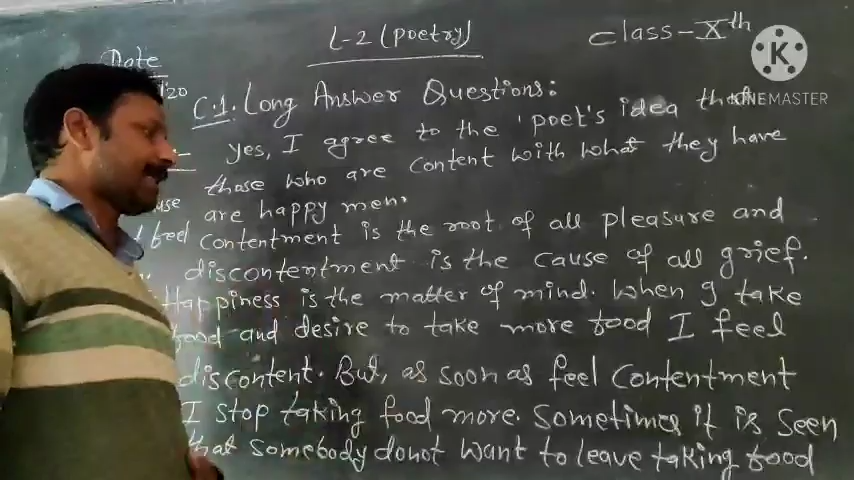 L-2 (poetry)
Class-Xth
KINEMASTER
Date
/20
C.1. Long Answer Questions:
yes, I agree to the 'poet's idea that
those who are content with what they have
are happy men.
feel contentment is the root of all pleasure and
discontentment is the cause of all grief.
Happiness is the matter of mind. When I take
food and desire to take more food I feel
discontent. But, as soon as feel contentment
I stop taking food more. Sometimes it is seen
that somebody donot want to leave taking food